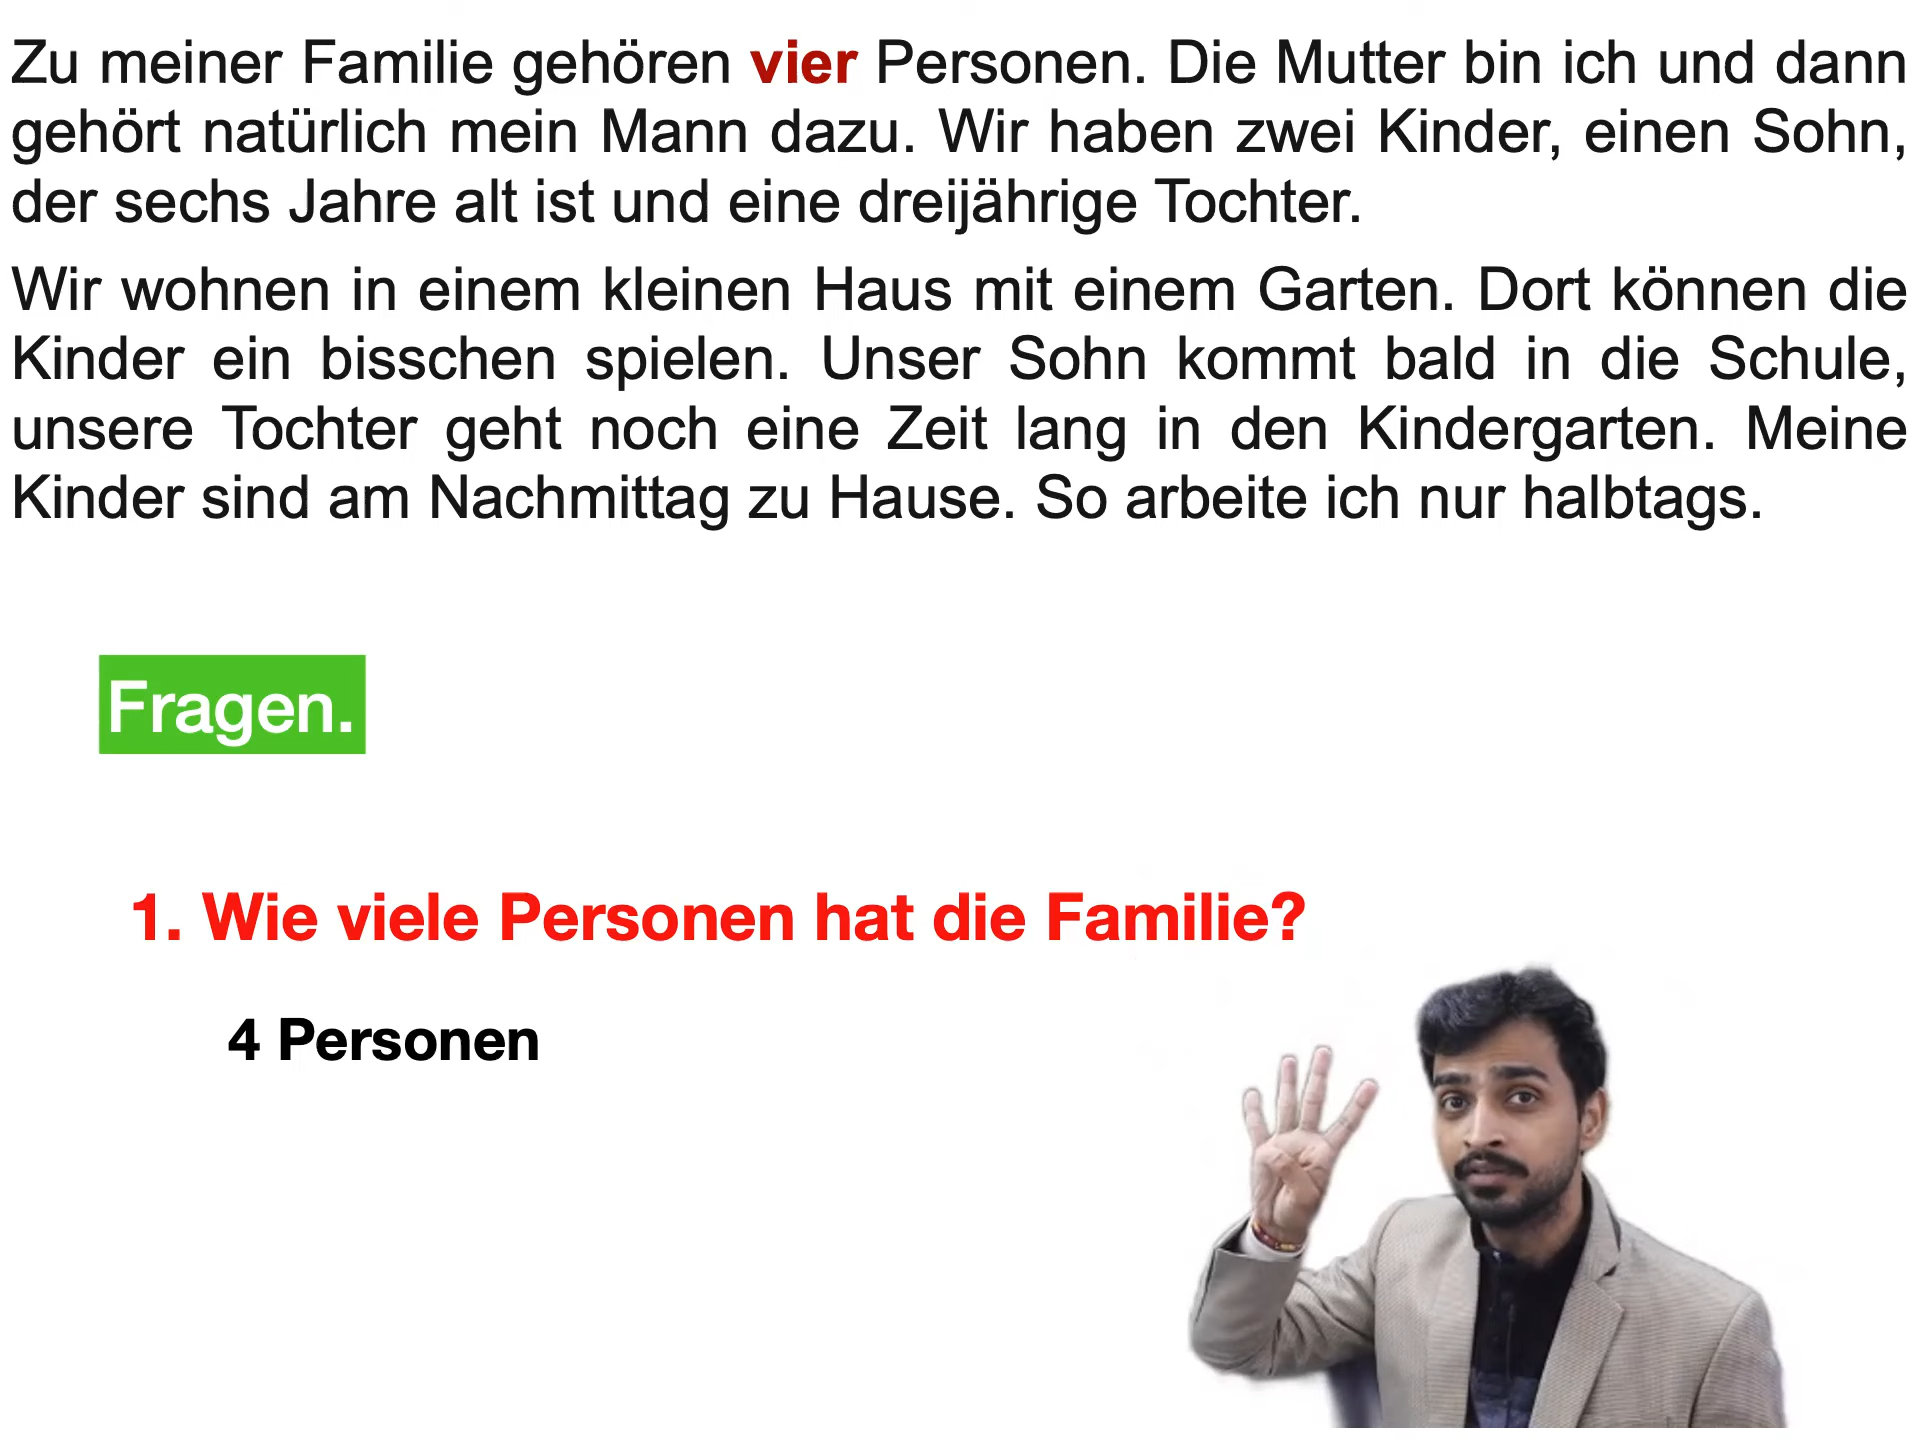 Zu meiner Familie gehören vier Personen. Die Mutter bin ich und dann
gehört natürlich mein Mann dazu. Wir haben zwei Kinder, einen Sohn,
der sechs Jahre alt ist und eine dreijährige Tochter.
Wir wohnen in einem kleinen Haus mit einem Garten. Dort können die
Kinder ein bisschen spielen. Unser Sohn kommt bald in die Schule,
unsere Tochter geht noch eine Zeit lang in den Kindergarten. Meine
Kinder sind am Nachmittag zu Hause. So arbeite ich nur halbtags.
Fragen.
1. Wie viele Personen hat die Familie?
4 Personen